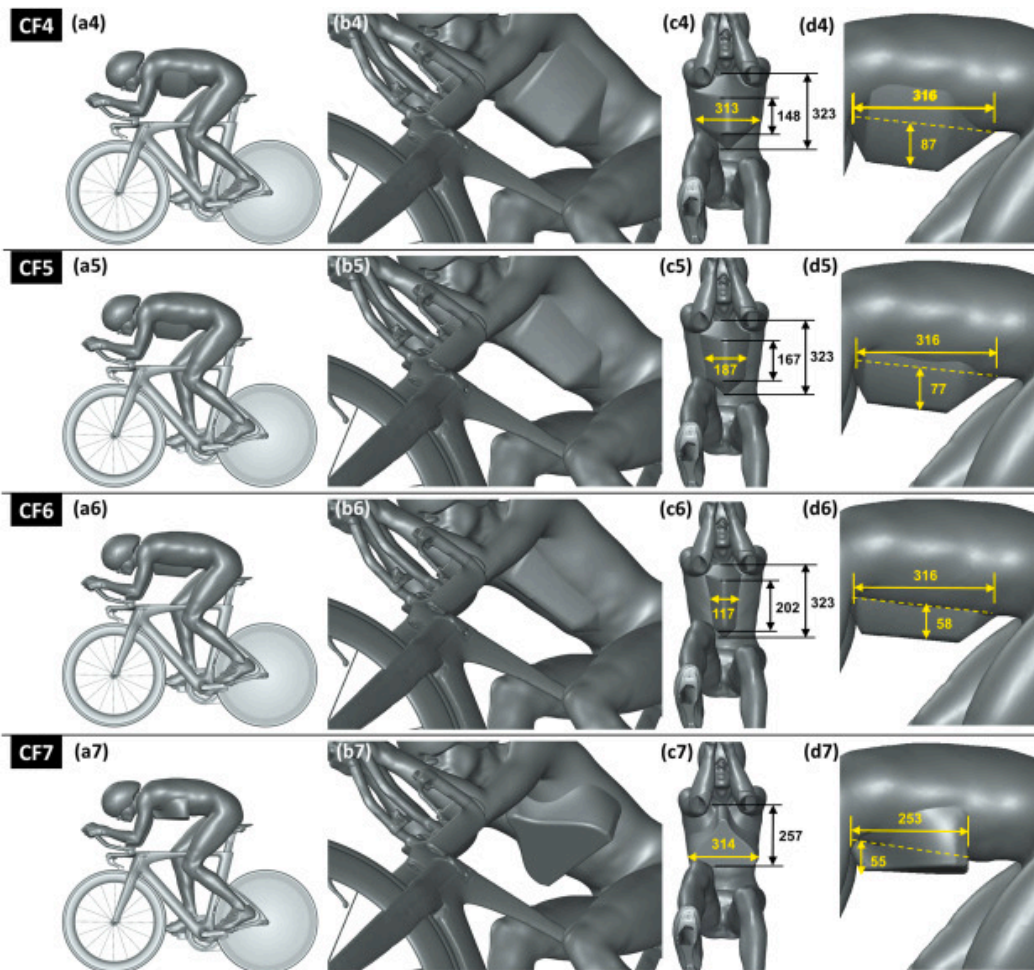 CF4 (a4) (b4) (c4) (d4)
313 148 323 316 87
CF5 (a5) (b5) (c5) (d5)
187 167 323 316 77
CF6 (a6) (b6) (c6) (d6)
117 202 323 316 58
CF7 (a7) (b7) (c7) (d7)
314 257 253 55